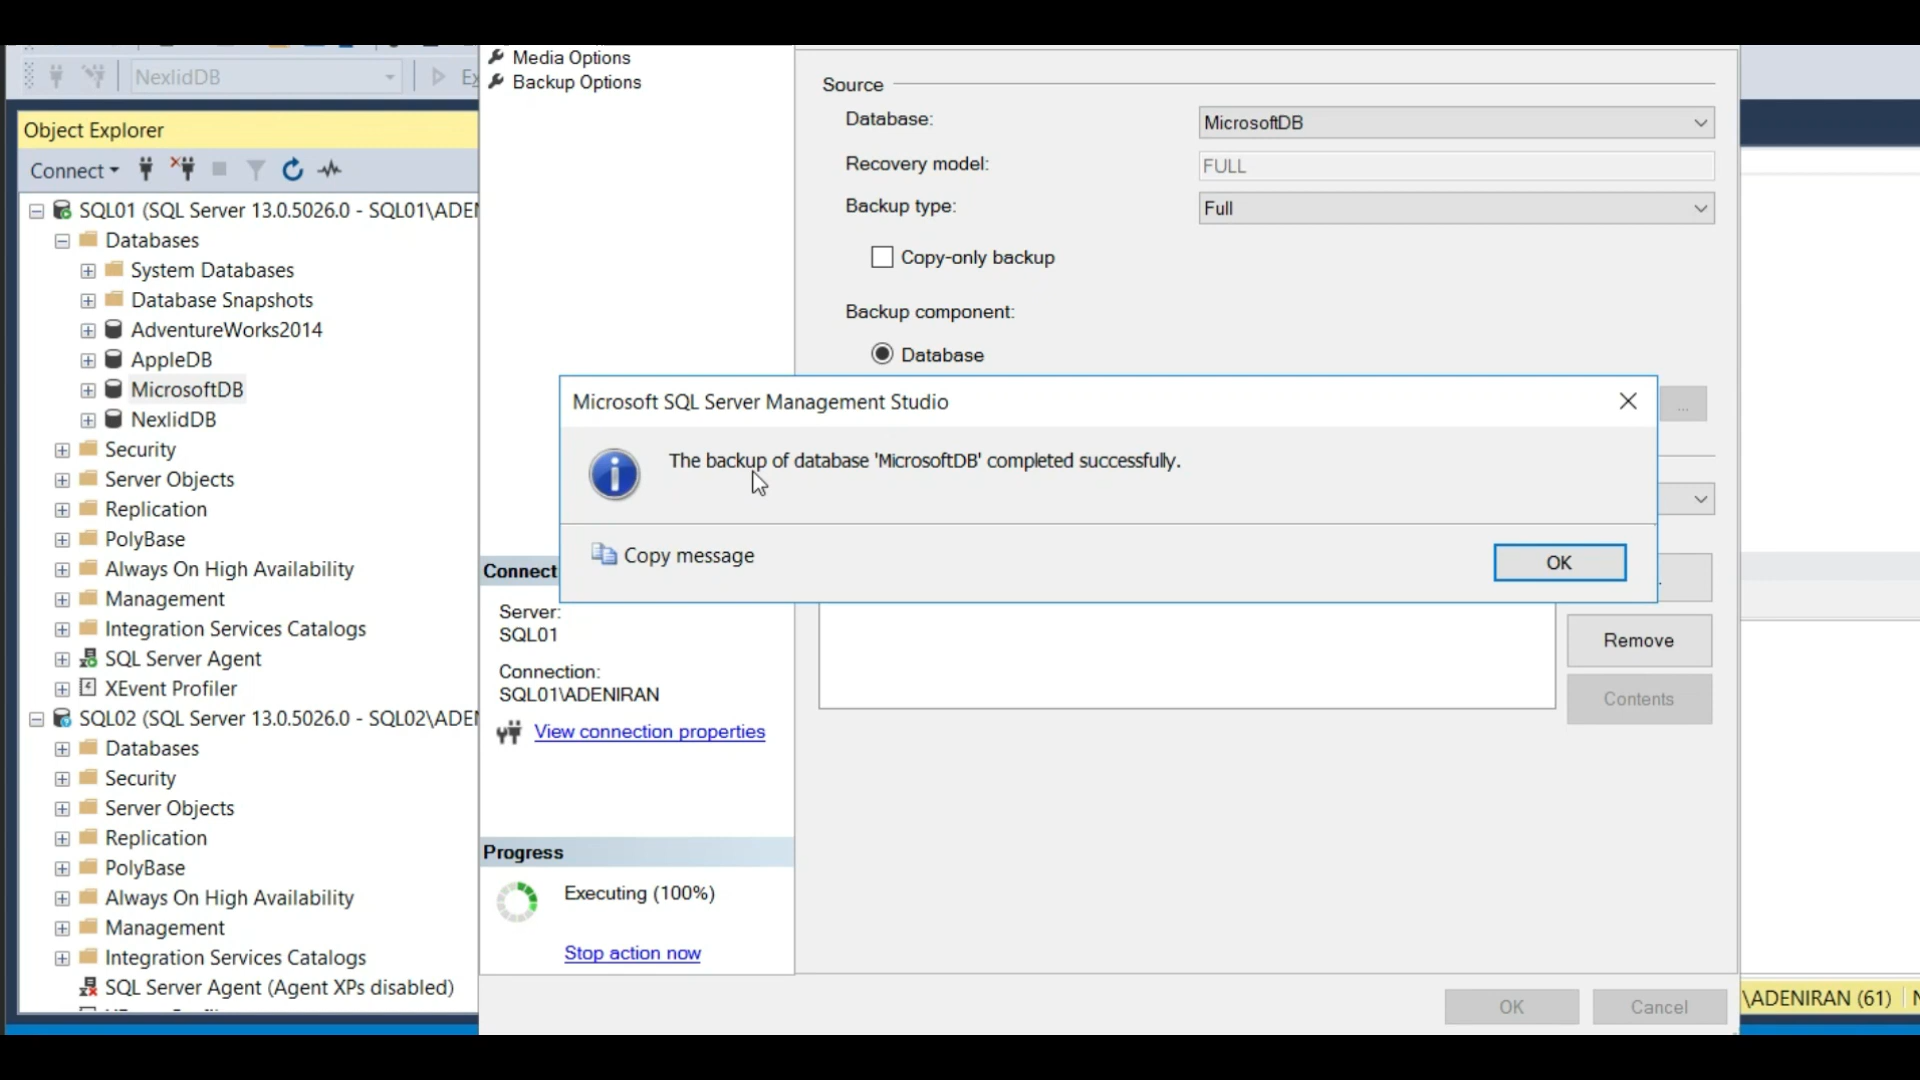 NexlidDB
Ex
Object Explorer
Connect
SQL01 (SQL Server 13.0.5026.0 - SQL01\ADEN
Databases
System Databases
Database Snapshots
AdventureWorks2014
AppleDB
MicrosoftDB
NexlidDB
Security
Server Objects
Replication
PolyBase
Always On High Availability
Management
Integration Services Catalogs
SQL Server Agent
XEvent Profiler
SQL02 (SQL Server 13.0.5026.0 - SQL02\ADEN
Databases
Security
Server Objects
Replication
PolyBase
Always On High Availability
Management
Integration Services Catalogs
SQL Server Agent (Agent XPs disabled)
Media Options
Backup Options
Source
Database:
MicrosoftDB
Recovery model:
FULL
Backup type:
Full
Copy-only backup
Backup component:
Database
...
Microsoft SQL Server Management Studio
The backup of database 'MicrosoftDB' completed successfully.
Copy message
OK
Connect
Server:
SQL01
Connection:
SQL01\ADENIRAN
View connection properties
Remove
Contents
Progress
Executing (100%)
Stop action now
OK
Cancel
\ADENIRAN (61)